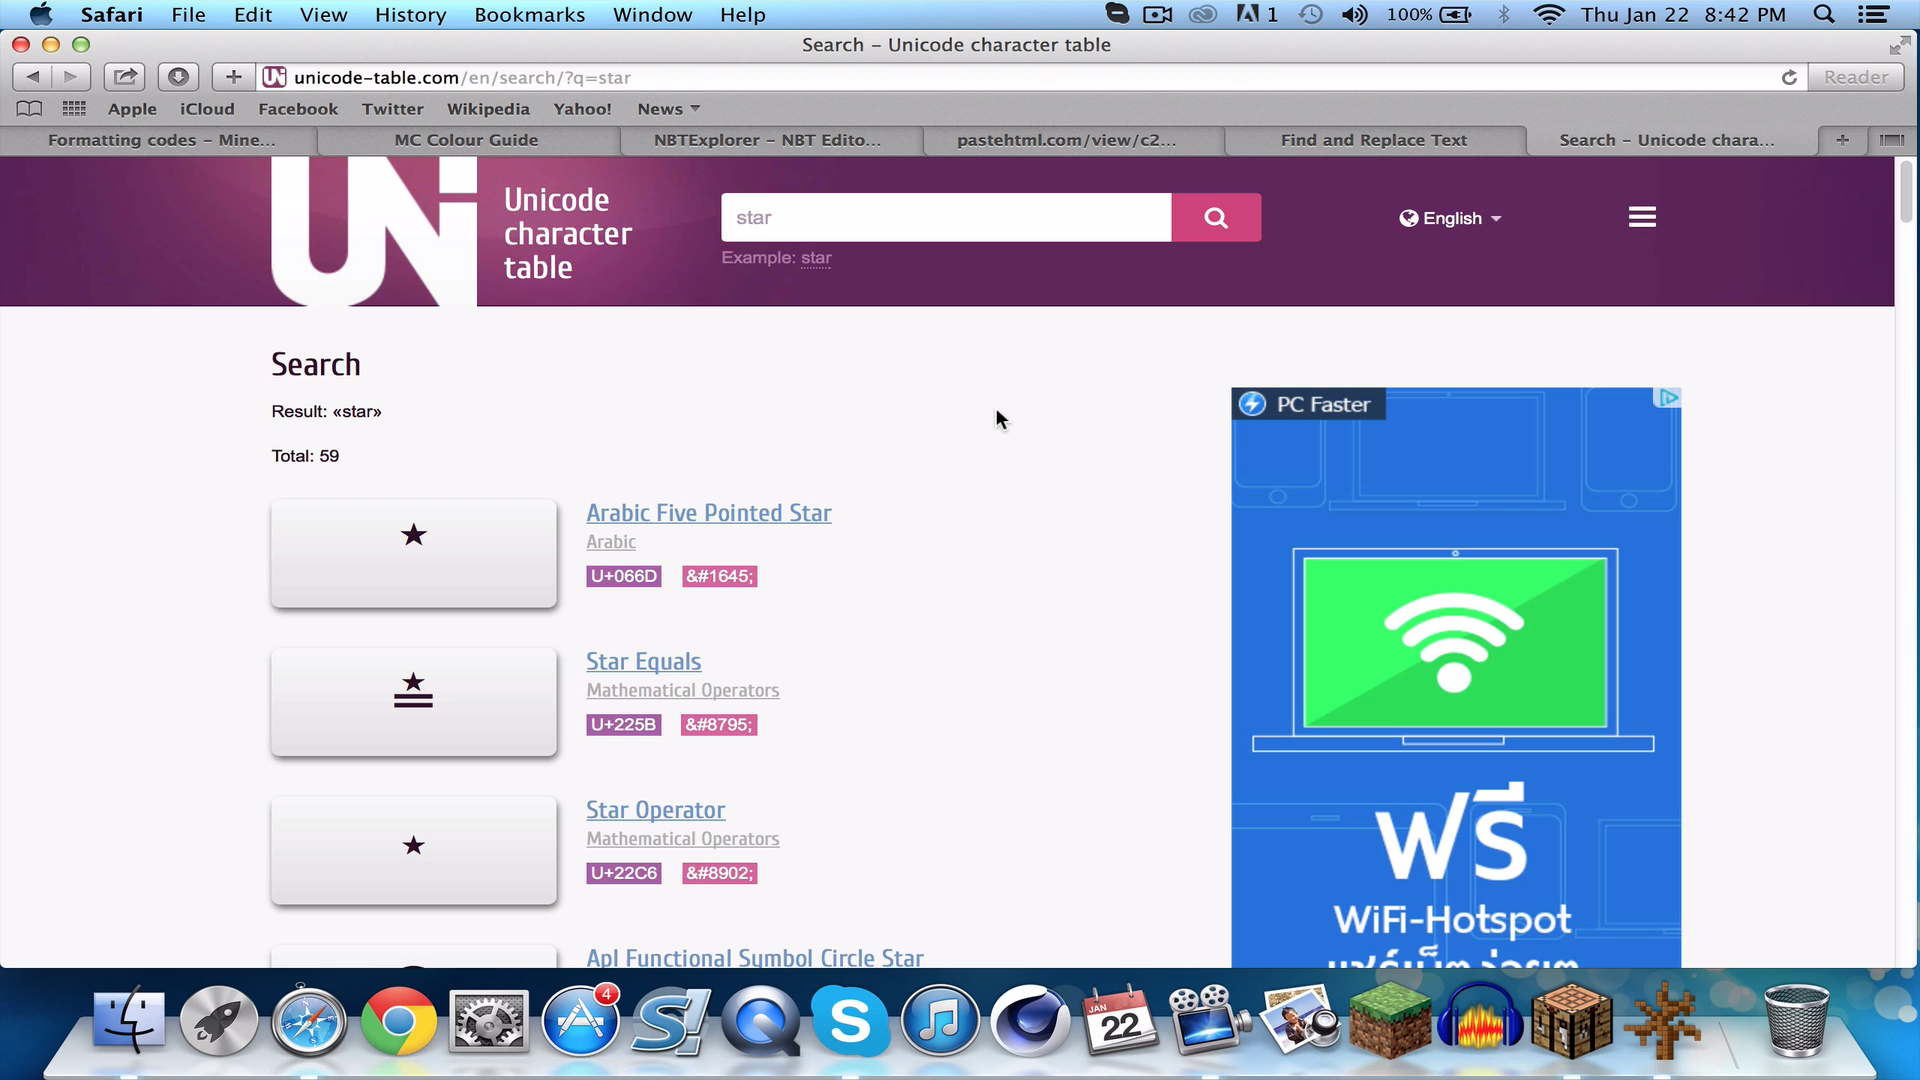 Safari File Edit View History Bookmarks Window Help 1 100% Thu Jan 22 8:42 PM
Search – Unicode character table
unicode-table.com/en/search/?q=star Reader
Apple iCloud Facebook Twitter Wikipedia Yahoo! News
Formatting codes – Mine... MC Colour Guide NBTExplorer – NBT Edito... pastehtml.com/view/c2... Find and Replace Text Search – Unicode chara...
UNi
Unicode
character
table
star
Example: star
English
Search
Result: «star»
Total: 59
★
Arabic Five Pointed Star
Arabic
U+066D &#1645;
≛
Star Equals
Mathematical Operators
U+225B &#8795;
⋆
Star Operator
Mathematical Operators
U+22C6 &#8902;
Apl Functional Symbol Circle Star
PC Faster
ฟรี
WiFi-Hotspot
4
S
JAN
22